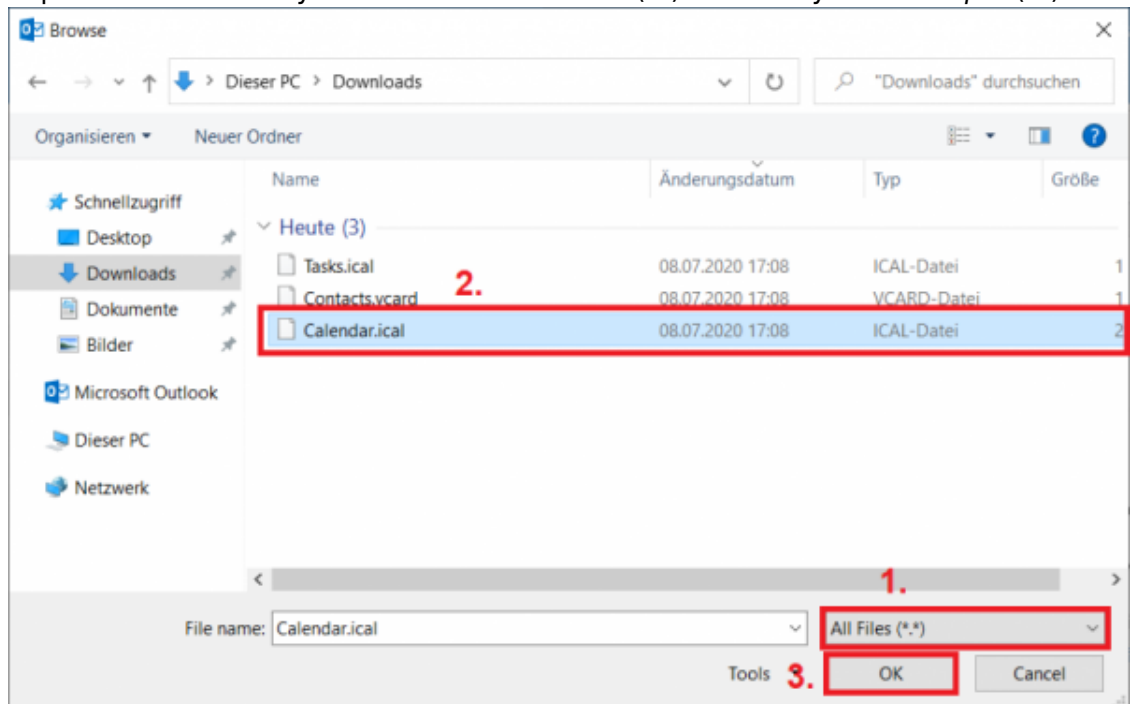 Browse
Dieser PC > Downloads
"Downloads" durchsuchen
Organisieren
Neuer Ordner
Name Änderungsdatum Typ Größe
Schnellzugriff
Desktop
Downloads
Dokumente
Bilder
Microsoft Outlook
Dieser PC
Netzwerk
Heute (3)
Tasks.ical 08.07.2020 17:08 ICAL-Datei 1
2.
Contacts.vcard 08.07.2020 17:08 VCARD-Datei 1
Calendar.ical 08.07.2020 17:08 ICAL-Datei 2
1.
File name: Calendar.ical All Files (*.*)
Tools 3. OK Cancel